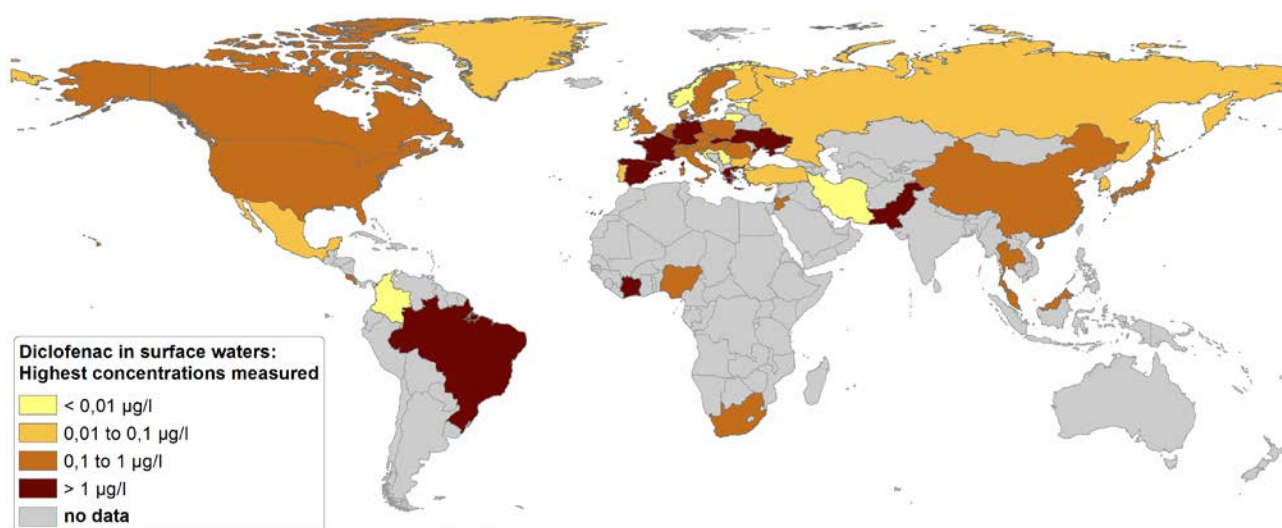 Diclofenac in surface waters:
Highest concentrations measured
< 0,01 µg/l
0,01 to 0,1 µg/l
0,1 to 1 µg/l
> 1 µg/l
no data